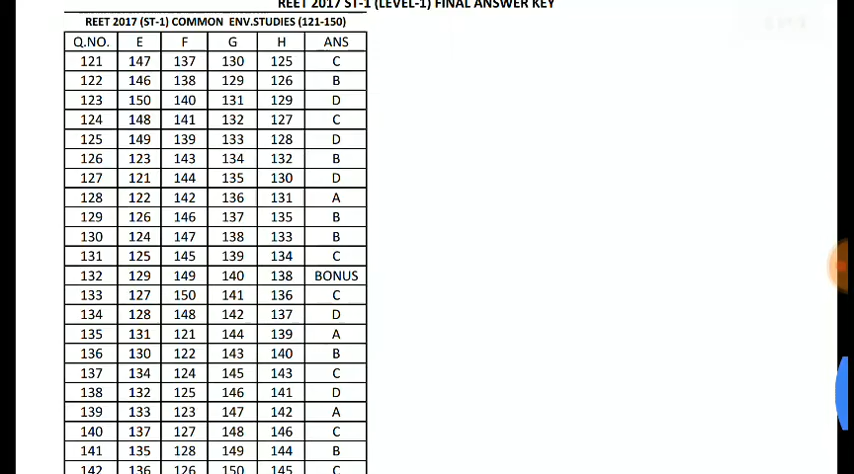 REET 2017 ST-1 (LEVEL-1) FINAL ANSWER KEY
REET 2017 (ST-1) COMMON ENV.STUDIES (121-150)
Q.NO. E F G H ANS
121 147 137 130 125 C
122 146 138 129 126 B
123 150 140 131 129 D
124 148 141 132 127 C
125 149 139 133 128 D
126 123 143 134 132 B
127 121 144 135 130 D
128 122 142 136 131 A
129 126 146 137 135 B
130 124 147 138 133 B
131 125 145 139 134 C
132 129 149 140 138 BONUS
133 127 150 141 136 C
134 128 148 142 137 D
135 131 121 144 139 A
136 130 122 143 140 B
137 134 124 145 143 C
138 132 125 146 141 D
139 133 123 147 142 A
140 137 127 148 146 C
141 135 128 149 144 B
142 136 126 150 145 C